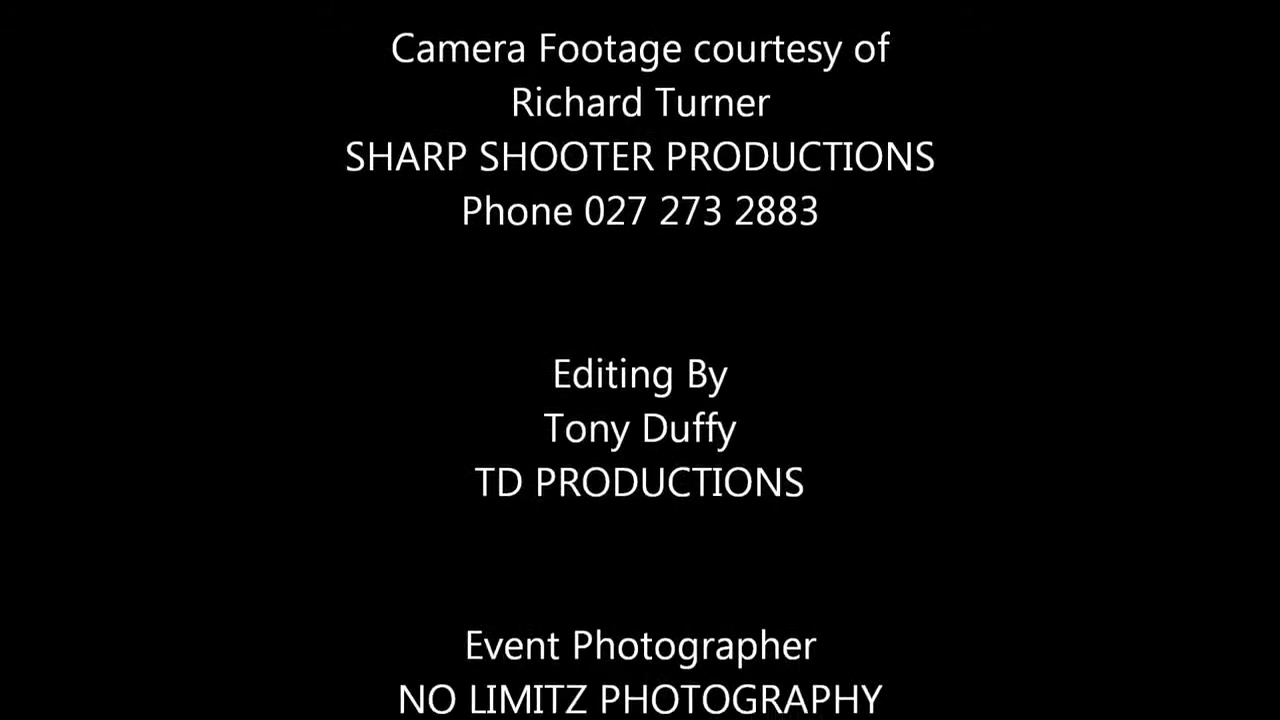 Camera Footage courtesy of
Richard Turner
SHARP SHOOTER PRODUCTIONS
Phone 027 273 2883
Editing By
Tony Duffy
TD PRODUCTIONS
Event Photographer
NO LIMITZ PHOTOGRAPHY